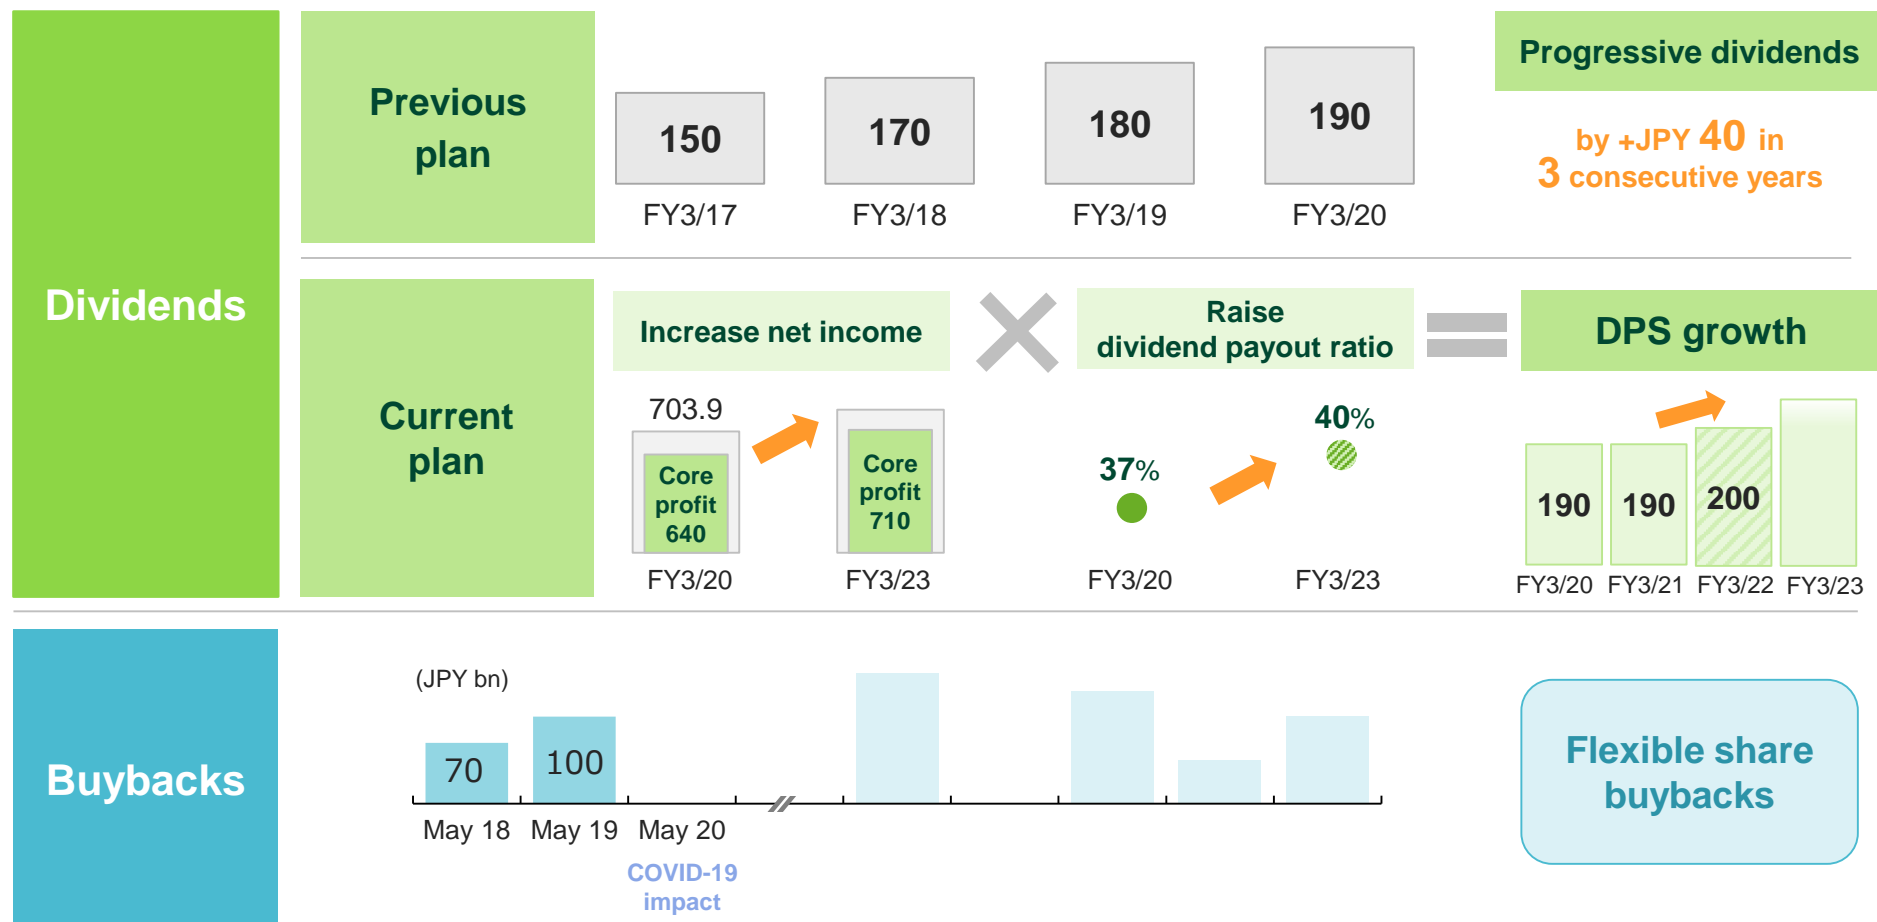 Dividends
Previous
plan
150
170
180
190
FY3/17
FY3/18
FY3/19
FY3/20
Progressive dividends
by +JPY 40 in
3 consecutive years
Current
plan
Increase net income
703.9
Core
profit
640
Core
profit
710
FY3/20
FY3/23
Raise
dividend payout ratio
37%
40%
FY3/20
FY3/23
DPS growth
190
190
200
FY3/20
FY3/21
FY3/22
FY3/23
Buybacks
(JPY bn)
70
100
May 18
May 19
May 20
COVID-19
impact
Flexible share
buybacks